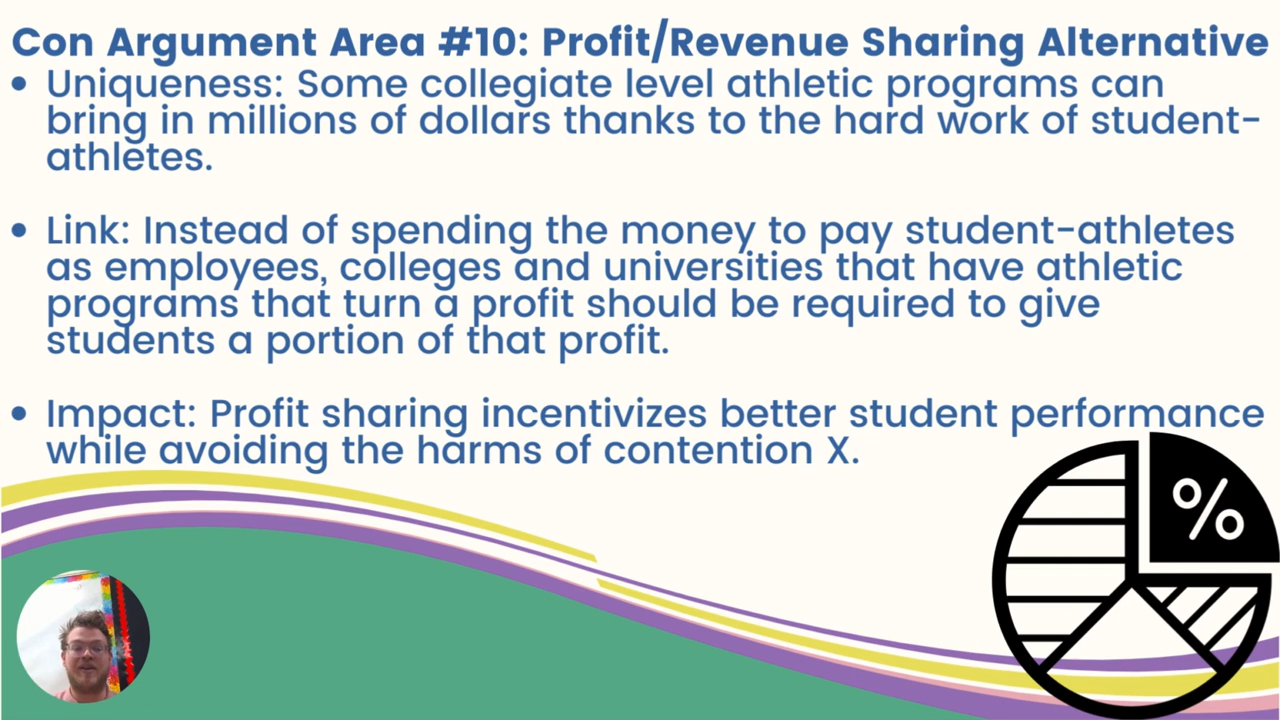 Con Argument Area #10: Profit/Revenue Sharing Alternative
• Uniqueness: Some collegiate level athletic programs can
bring in millions of dollars thanks to the hard work of student-
athletes.
• Link: Instead of spending the money to pay student-athletes
as employees, colleges and universities that have athletic
programs that turn a profit should be required to give
students a portion of that profit.
• Impact: Profit sharing incentivizes better student performance
while avoiding the harms of contention X.
%